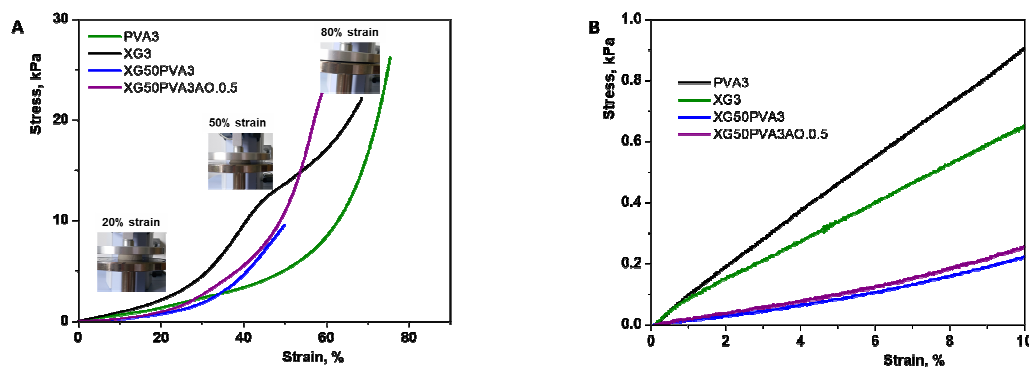 A
Stress, kPa
30
20
10
0
PVA3
XG3
XG50PVA3
XG50PVA3AO.0.5
20% strain
50% strain
80% strain
0 20 40 60 80
Strain, %
B
Stress, kPa
1.0
0.8
0.6
0.4
0.2
0.0
PVA3
XG3
XG50PVA3
XG50PVA3AO.0.5
0 2 4 6 8 10
Strain, %